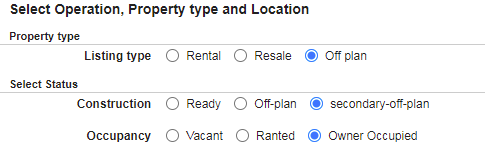 Select Operation, Property type and Location
Property type
Listing type Rental Resale Off plan
Select Status
Construction Ready Off-plan secondary-off-plan
Occupancy Vacant Ranted Owner Occupied